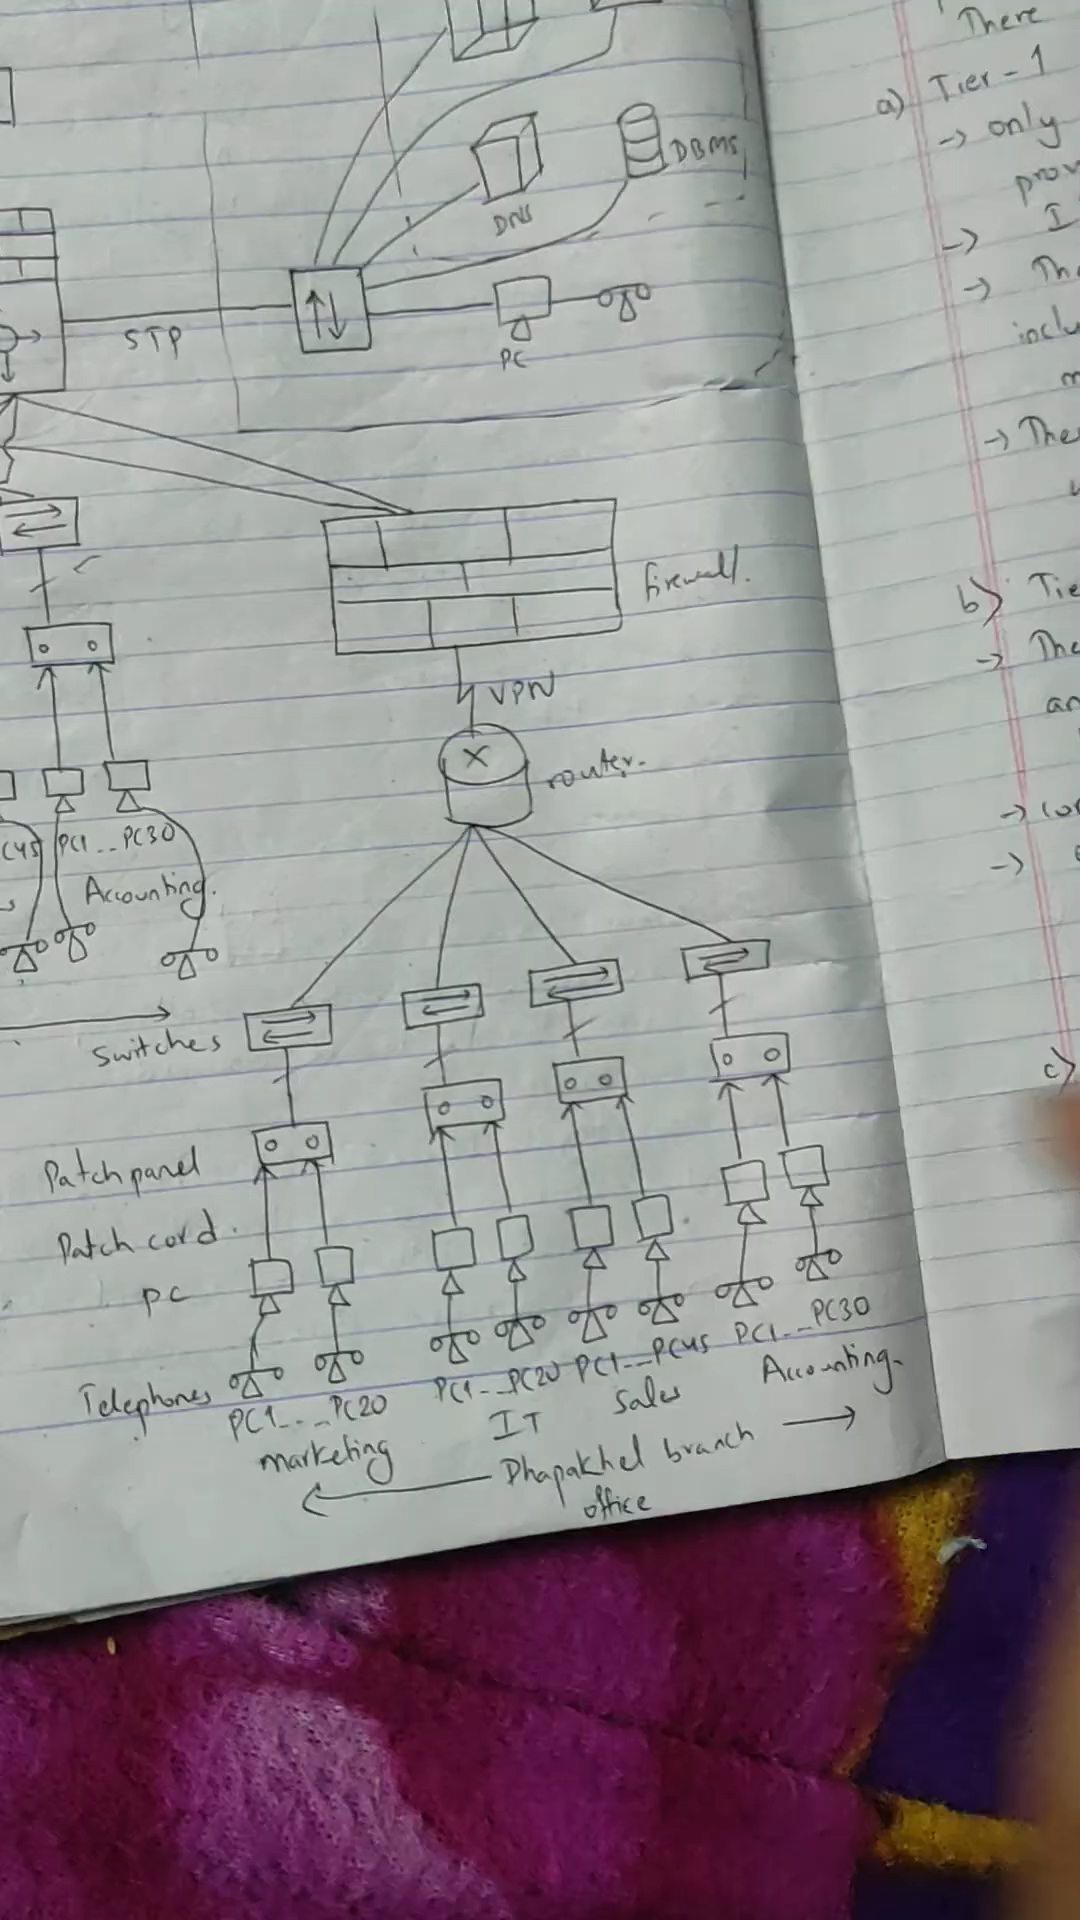 DNS
DBMS
STP
PC
firewall.
VPN
router.
PC1...PC30
Accounting.
Switches
Patch panel
Patch cord.
PC
Telephones
PC1...PC20
marketing
PC1...PC20
IT
PC1...PC45
Sales
PC1...PC30
Accounting.
Dhapakhel branch
office
There
a) Tier-1
→ only
→
→
→
b) Tie
→
→
→
c)